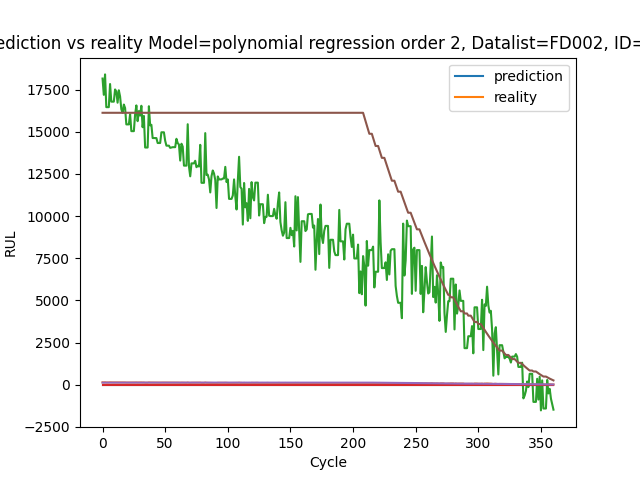 ediction vs reality Model=polynomial regression order 2, Datalist=FD002, ID=
prediction
reality
17500
15000
12500
10000
7500
5000
2500
0
−2500
RUL
0 50 100 150 200 250 300 350
Cycle